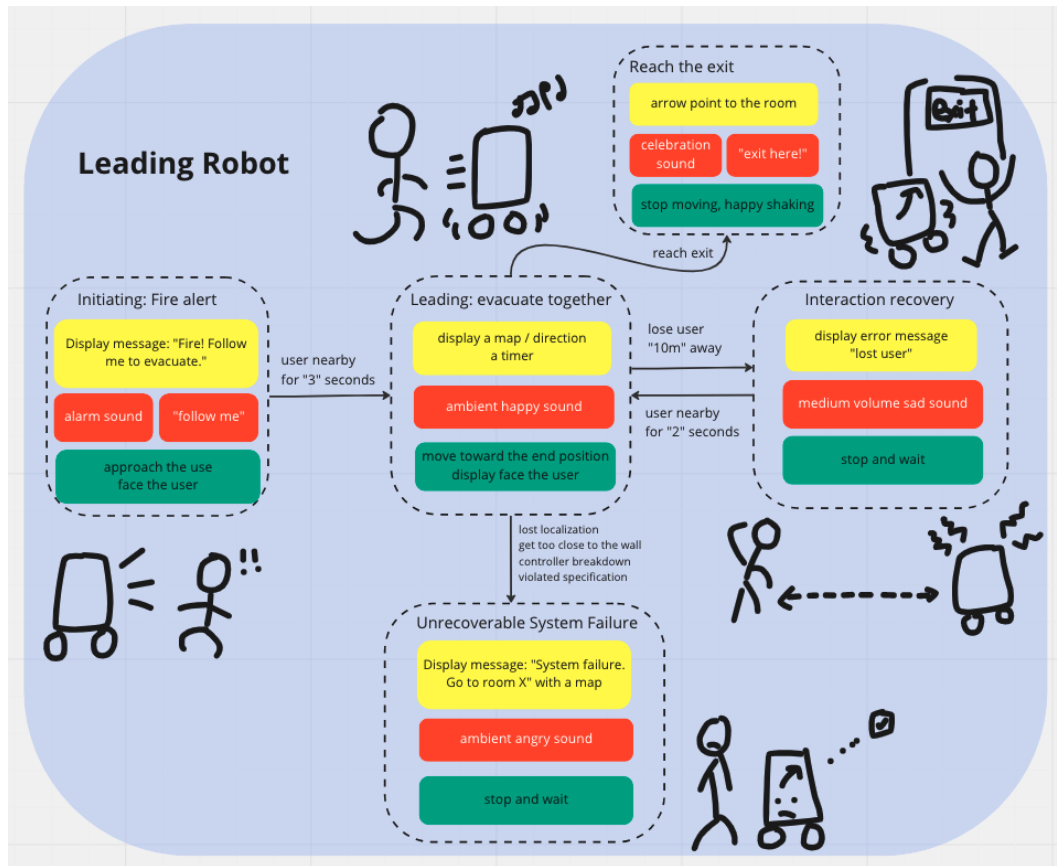 Leading Robot
Reach the exit
arrow point to the room
celebration
sound
"exit here!"
stop moving, happy shaking
exit
reach exit
Initiating: Fire alert
Display message: "Fire! Follow
me to evacuate."
alarm sound
"follow me"
approach the use
face the user
user nearby
for "3" seconds
Leading: evacuate together
display a map / direction
a timer
ambient happy sound
move toward the end position
display face the user
lose user
"10m" away
user nearby
for "2" seconds
Interaction recovery
display error message
"lost user"
medium volume sad sound
stop and wait
!!
lost localization
get too close to the wall
controller breakdown
violated specification
Unrecoverable System Failure
Display message: "System failure.
Go to room X" with a map
ambient angry sound
stop and wait